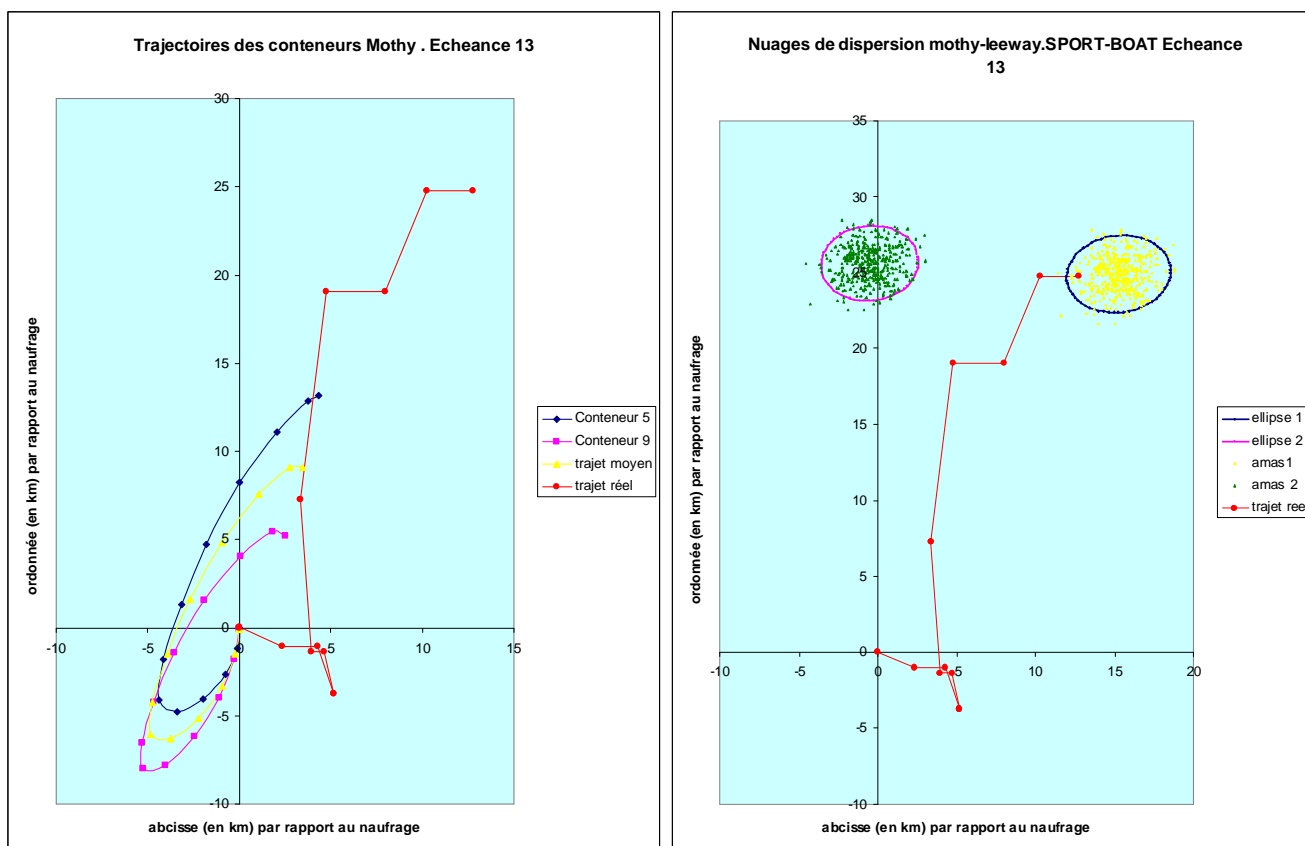 Trajectoires des conteneurs Mothy . Echeance 13
30
25
20
15
10
5
0
-5
-10
-10
-5
0
5
10
15
ordonnée (en km) par rapport au naufrage
abcisse (en km) par rapport au naufrage
Conteneur 5
Conteneur 9
trajet moyen
trajet réel
Nuages de dispersion mothy-leeway.SPORT-BOAT Echeance
13
35
30
25
20
15
10
5
0
-5
-10
-10
-5
0
5
10
15
20
ordonnée (en km) par rapport au naufrage
abcisse (en km) par rapport au naufrage
ellipse 1
ellipse 2
amas1
amas 2
trajet reel